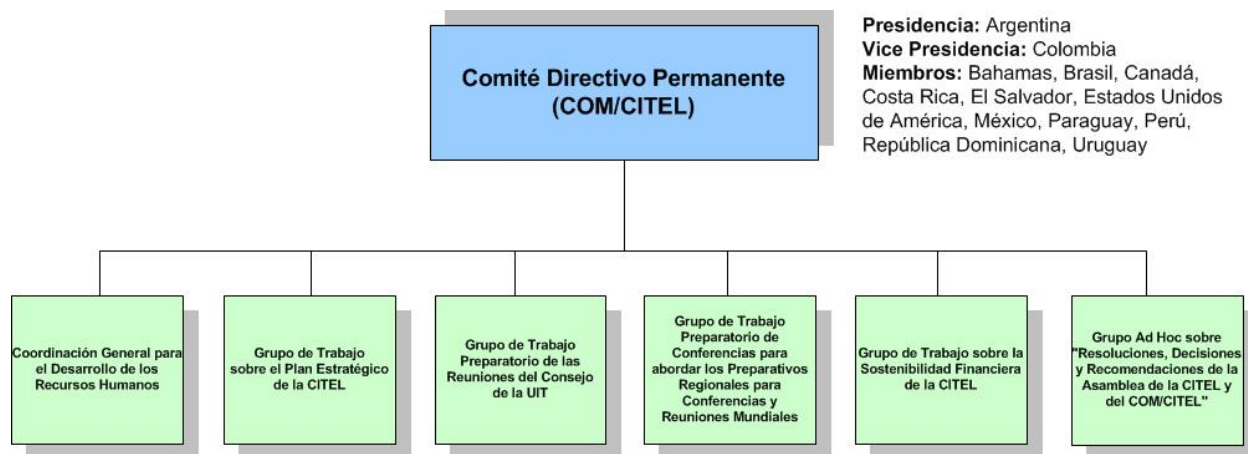 Comité Directivo Permanente
(COM/CITEL)
Presidencia: Argentina
Vice Presidencia: Colombia
Miembros: Bahamas, Brasil, Canadá,
Costa Rica, El Salvador, Estados Unidos
de América, México, Paraguay, Perú,
República Dominicana, Uruguay
Coordinación General para
el Desarrollo de los
Recursos Humanos
Grupo de Trabajo
sobre el Plan Estratégico
de la CITEL
Grupo de Trabajo
Preparatorio de las
Reuniones del Consejo
de la UIT
Grupo de Trabajo
Preparatorio de
Conferencias para
abordar los Preparativos
Regionales para
Conferencias y
Reuniones Mundiales
Grupo de Trabajo sobre la
Sostenibilidad Financiera
de la CITEL
Grupo Ad Hoc sobre
"Resoluciones, Decisiones
y Recomendaciones de la
Asamblea de la CITEL y
del COM/CITEL"